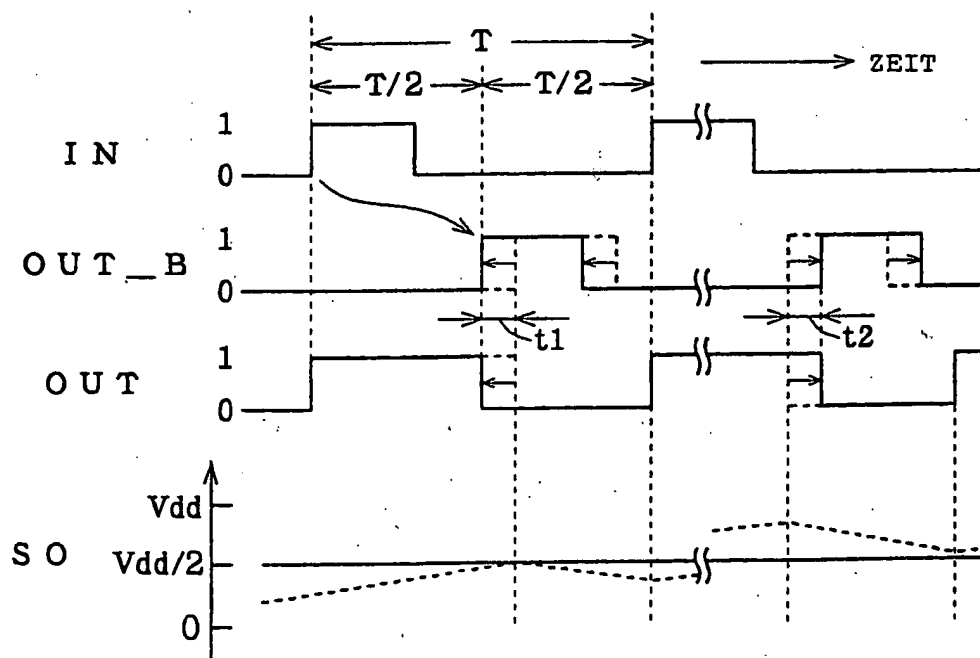 T
T/2 T/2 ZEIT
IN 1 0
OUT_B 1 0
t1 t2
OUT 1 0
Vdd
SO Vdd/2
0